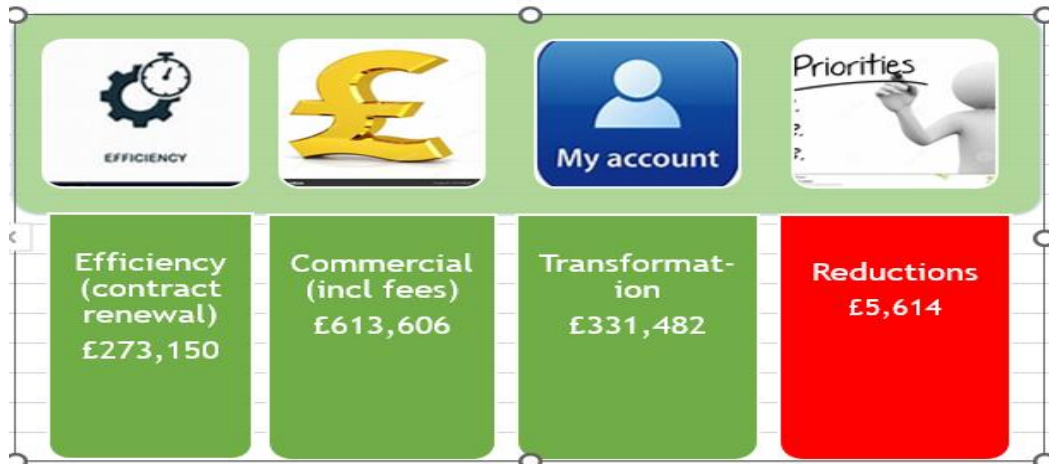 EFFICIENCY
My account
Priorities
Efficiency
(contract
renewal)
£273,150
Commercial
(incl fees)
£613,606
Transformat-
ion
£331,482
Reductions
£5,614